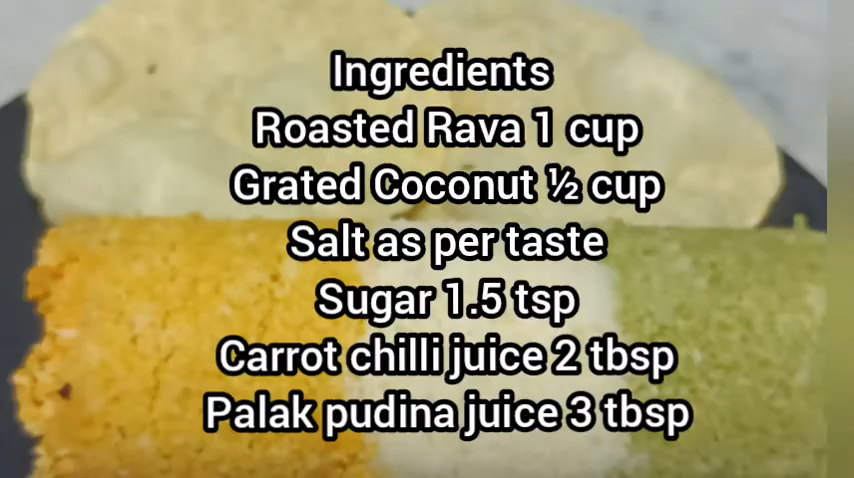 Ingredients
Roasted Rava 1 cup
Grated Coconut ½ cup
Salt as per taste
Sugar 1.5 tsp
Carrot chilli juice 2 tbsp
Palak pudina juice 3 tbsp